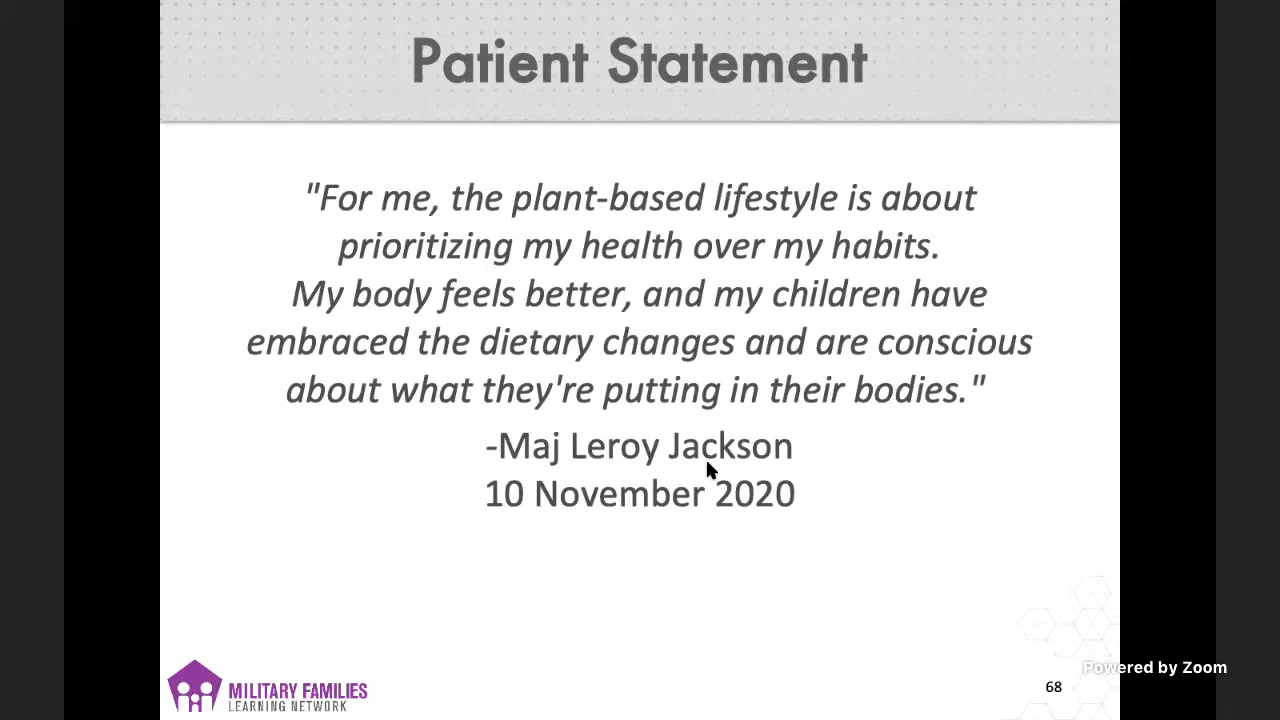 Patient Statement
"For me, the plant-based lifestyle is about
prioritizing my health over my habits.
My body feels better, and my children have
embraced the dietary changes and are conscious
about what they're putting in their bodies."
-Maj Leroy Jackson
10 November 2020
MILITARY FAMILIES
LEARNING NETWORK
68
Powered by Zoom